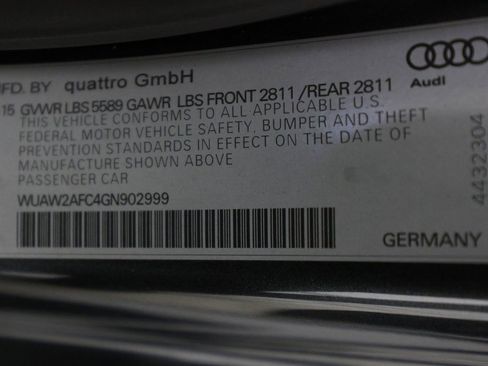 MFD. BY quattro GmbH
15 GVWR LBS 5589 GAWR LBS FRONT 2811 /REAR 2811
THIS VEHICLE CONFORMS TO ALL APPLICABLE U.S.
FEDERAL MOTOR VEHICLE SAFETY, BUMPER AND THEFT
PREVENTION STANDARDS IN EFFECT ON THE DATE OF
MANUFACTURE SHOWN ABOVE
PASSENGER CAR
WUAW2AFC4GN902999
Audi
4432304
GERMANY